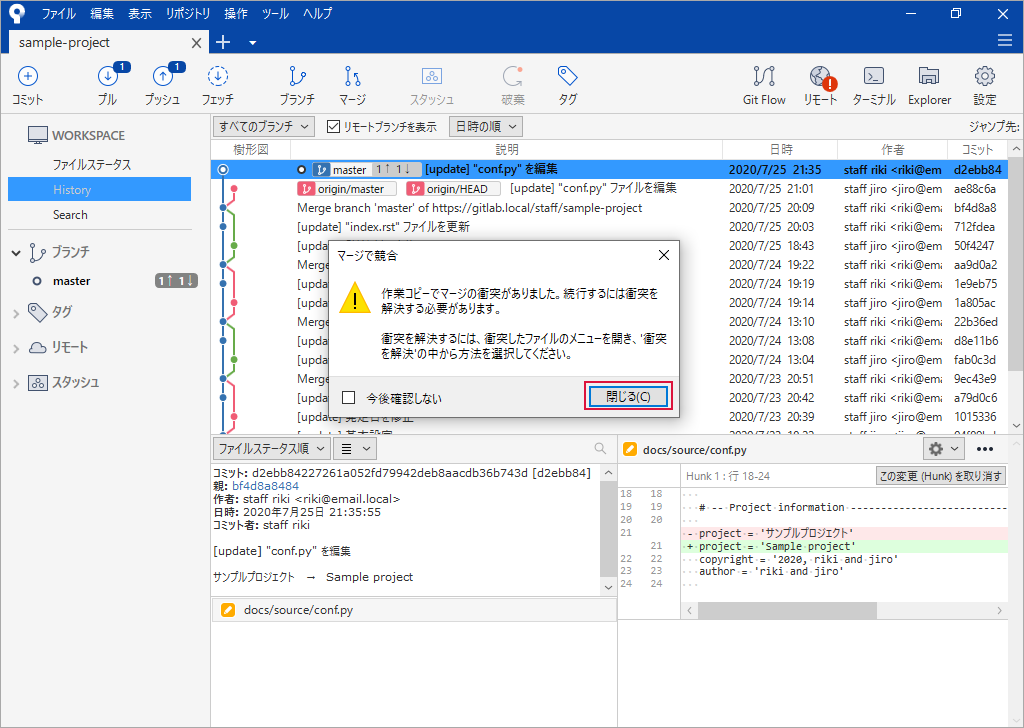 ファイル 編集 表示 リポジトリ 操作 ツール ヘルプ
sample-project
コミット 1 プル 1 プッシュ フェッチ ブランチ マージ スタッシュ 破棄 タグ Git Flow リモート ターミナル Explorer 設定
WORKSPACE
ファイルステータス
History
Search
ブランチ
master 1↑ 1↓
タグ
リモート
スタッシュ
すべてのブランチ リモートブランチを表示 日時の順 ジャンプ先:
樹形図 説明 日時 作者 コミット
master 1↑ 1↓ [update] "conf.py" を編集 2020/7/25 21:35 staff riki <riki@em d2ebb84
origin/master origin/HEAD [update] "conf.py" ファイルを編集 2020/7/25 21:01 staff jiro <jiro@em ae88c6a
Merge branch 'master' of https://gitlab.local/staff/sample-project 2020/7/25 20:09 staff riki <riki@ema bf4d8a8
[update] "index.rst" ファイルを更新 2020/7/25 20:03 staff riki <riki@ema 712fdea
2020/7/25 18:43 staff jiro <jiro@em 50f4247
Merge 2020/7/24 19:22 staff riki <riki@ema aa9d0a2
[upda 2020/7/24 19:19 staff riki <riki@ema 1e9eb75
[upda 2020/7/24 19:14 staff jiro <jiro@em 1a805ac
Merge 2020/7/24 13:10 staff riki <riki@ema 22b36ed
[upda 2020/7/24 13:08 staff riki <riki@ema d8e11b6
[upda 2020/7/24 13:04 staff jiro <jiro@em fab0c3d
Merge 2020/7/23 20:51 staff riki <riki@ema 9ec43e9
[upda 2020/7/23 20:42 staff riki <riki@ema a79d0c6
[upda 2020/7/23 20:39 staff jiro <jiro@em 1015336
マージで競合
作業コピーでマージの衝突がありました。続行するには衝突を
解決する必要があります。
衝突を解決するには、衝突したファイルのメニューを開き、'衝突
を解決'の中から方法を選択してください。
今後確認しない 閉じる(C)
ファイルステータス順
コミット: d2ebb84227261a052fd79942deb8aacdb36b743d [d2ebb84]
親: bf4d8a8484
作者: staff riki <riki@email.local>
日時: 2020年7月25日 21:35:55
コミット者: staff riki
[update] "conf.py" を編集
サンプルプロジェクト → Sample project
docs/source/conf.py
docs/source/conf.py
Hunk 1 : 行 18-24 この変更 (Hunk) を取り消す
18 18
19 19 # -- Project information -------------------------
20 20
21 - project = 'サンプルプロジェクト'
21 + project = 'Sample project'
22 22 copyright = '2020, riki and jiro'
23 23 author = 'riki and jiro'
24 24